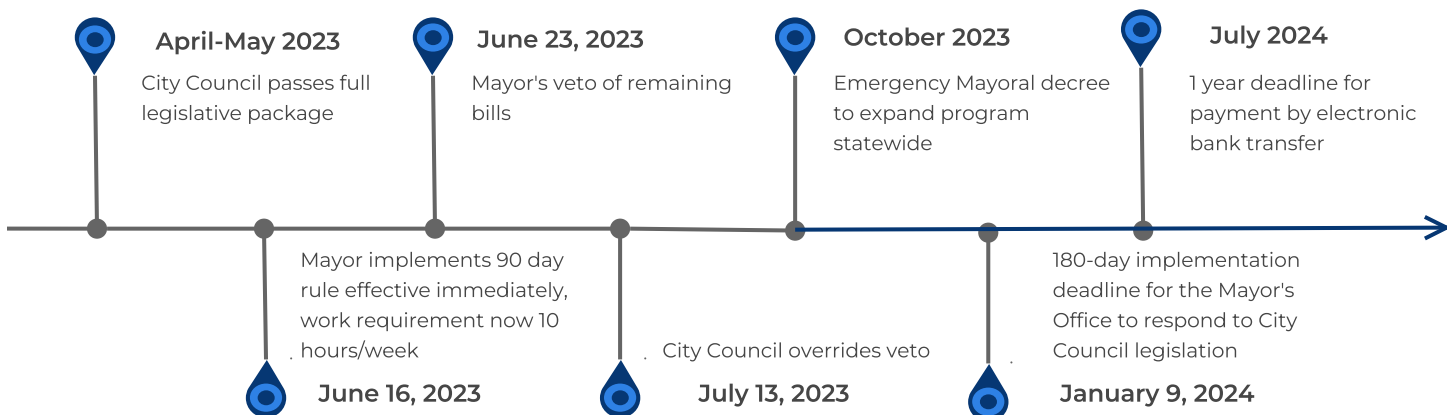 April-May 2023
City Council passes full
legislative package
June 23, 2023
Mayor's veto of remaining
bills
October 2023
Emergency Mayoral decree
to expand program
statewide
July 2024
1 year deadline for
payment by electronic
bank transfer
Mayor implements 90 day
rule effective immediately,
work requirement now 10
. hours/week
June 16, 2023
. City Council overrides veto
July 13, 2023
180-day implementation
deadline for the Mayor's
Office to respond to City
. Council legislation
January 9, 2024